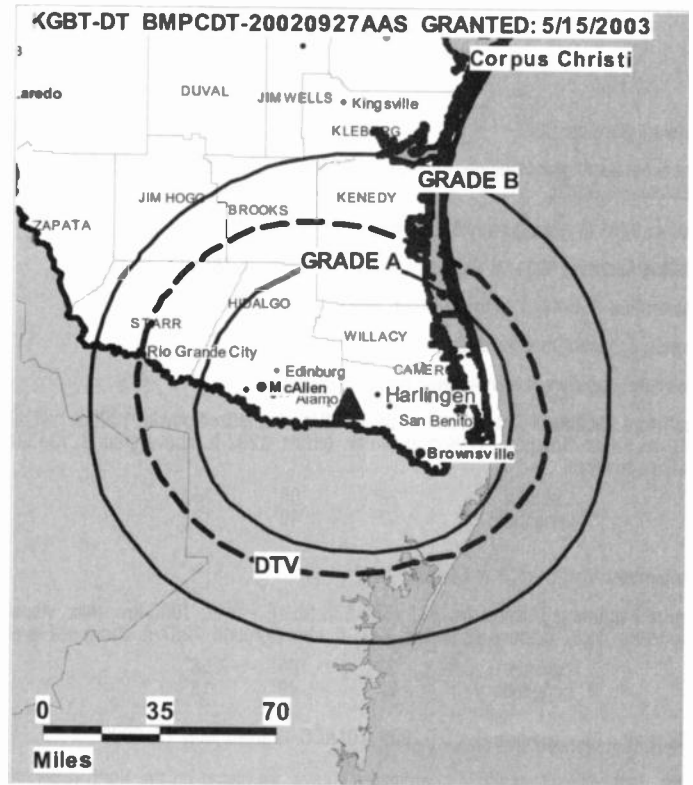 KGBT-DT BMPCDT-20020927AAS GRANTED: 5/15/2003
Corpus Christi
aredo
DUVAL
JIM WELLS
Kingsville
KLEBERG
GRADE B
JIM HOGG
KENEDY
BROOKS
ZAPATA
GRADE A
HIDALGO
STARR
WILLACY
Rio Grande City
Edinburg
CAMER
McAllen
Alamo
Harlingen
San Benito
Brownsville
DTV
0 35 70
Miles